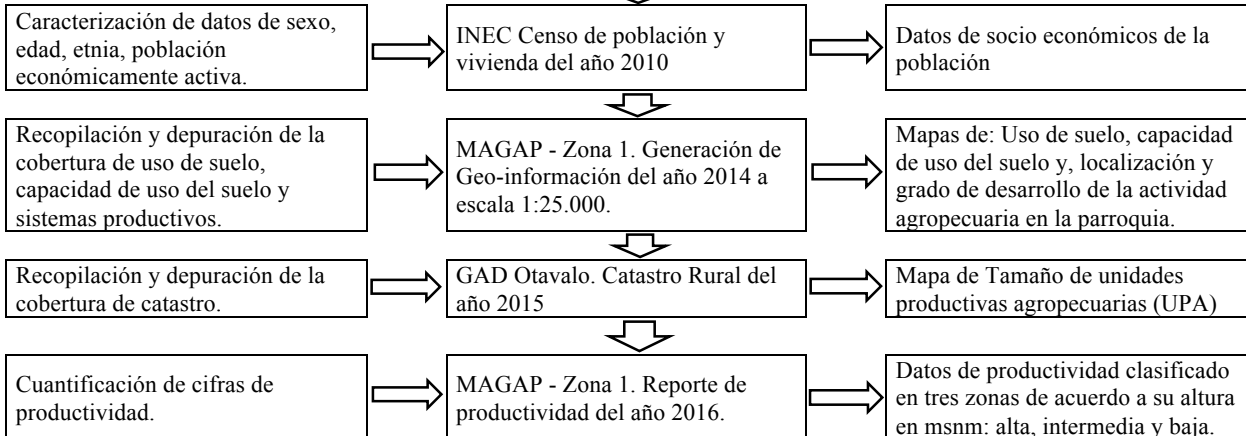 Caracterización de datos de sexo,
edad, etnia, población
económicamente activa.
INEC Censo de población y
vivienda del año 2010
Datos de socio económicos de la
población
Recopilación y depuración de la
cobertura de uso de suelo,
capacidad de uso del suelo y
sistemas productivos.
MAGAP - Zona 1. Generación de
Geo-información del año 2014 a
escala 1:25.000.
Mapas de: Uso de suelo, capacidad
de uso del suelo y, localización y
grado de desarrollo de la actividad
agropecuaria en la parroquia.
Recopilación y depuración de la
cobertura de catastro.
GAD Otavalo. Catastro Rural del
año 2015
Mapa de Tamaño de unidades
productivas agropecuarias (UPA)
Cuantificación de cifras de
productividad.
MAGAP - Zona 1. Reporte de
productividad del año 2016.
Datos de productividad clasificado
en tres zonas de acuerdo a su altura
en msnm: alta, intermedia y baja.